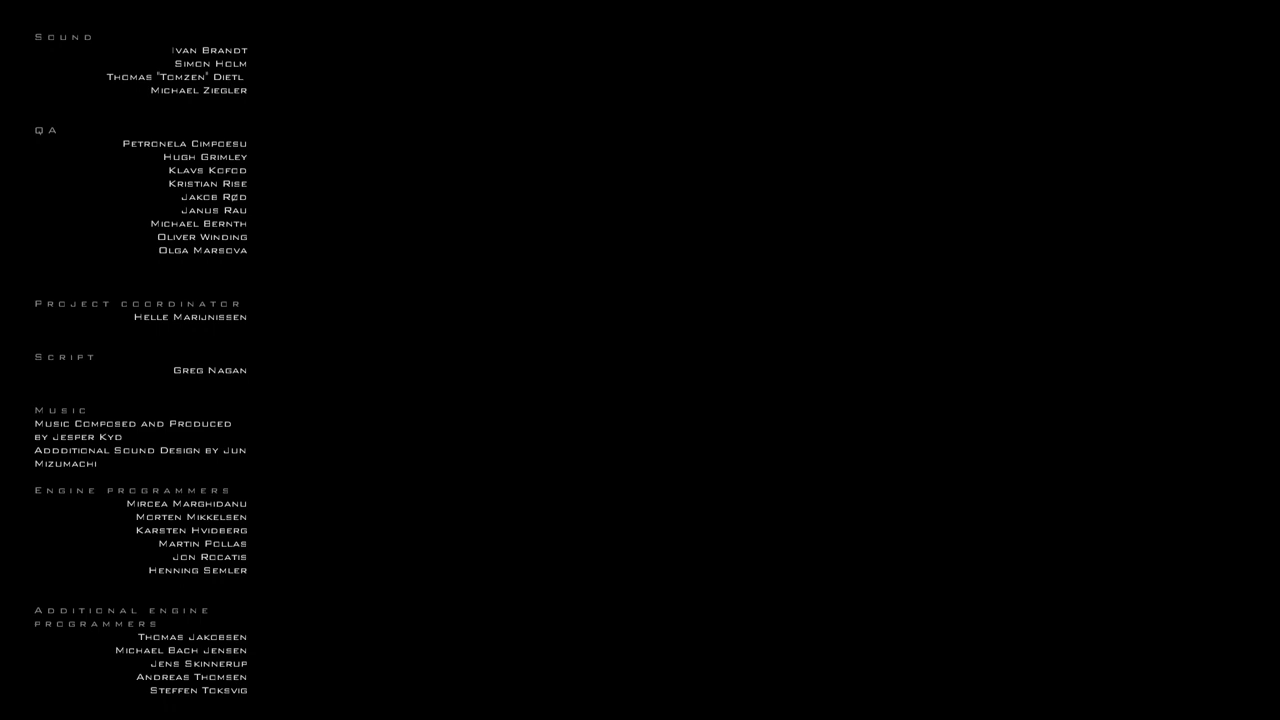 Sound
Ivan Brandt
Simon Holm
Thomas "Tomzen" Dietl
Michael Ziegler
QA
Petronela Cimpoesu
Hugh Grimley
Klavs Kofod
Kristian Rise
Jakob Rød
Janus Rau
Michael Bernth
Oliver Winding
Olga Marsova
Project coordinator
Helle Marijnissen
Script
Greg Nagan
Music
Music Composed and Produced
by Jesper Kyd
Addditional Sound Design by Jun
Mizumachi
Engine programmers
Mircea Marghidanu
Morten Mikkelsen
Karsten Hvidberg
Martin Pollas
Jon Rocatis
Henning Semler
Additional engine
programmers
Thomas Jakobsen
Michael Bach Jensen
Jens Skinnerup
Andreas Thomsen
Steffen Toksvig